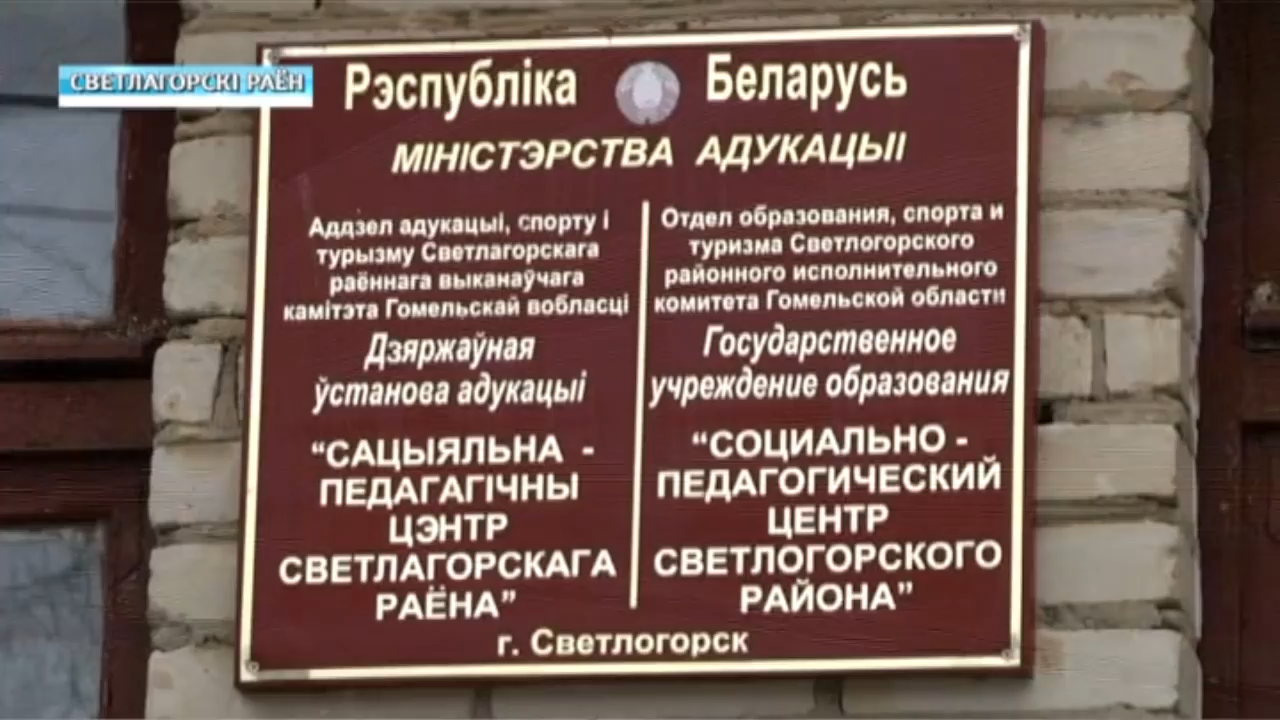 СВЕТЛАГОРСКІ РАЁН
Рэспубліка Беларусь
МІНІСТЭРСТВА АДУКАЦЫІ
Аддзел адукацыі, спорту і
турызму Светлагорскага
раённага выканаўчага
камітэта Гомельскай вобласці
Дзяржаўная
ўстанова адукацыі
“САЦЫЯЛЬНА -
ПЕДАГАГІЧНЫ
ЦЭНТР
СВЕТЛАГОРСКАГА
РАЁНА”
Отдел образования, спорта и
туризма Светлогорского
районного исполнительного
комитета Гомельской области
Государственное
учреждение образования
“СОЦИАЛЬНО -
ПЕДАГОГИЧЕСКИЙ
ЦЕНТР
СВЕТЛОГОРСКОГО
РАЙОНА”
г. Светлогорск